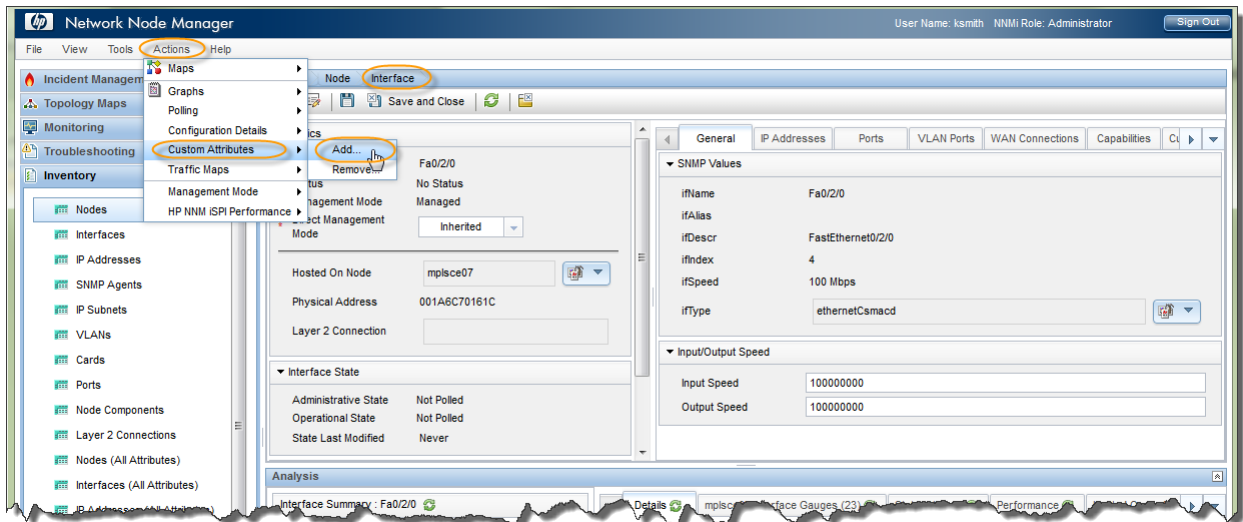 hp Network Node Manager
User Name: ksmith NNMi Role: Administrator Sign Out
File View Tools Actions Help
Incident Managem
Topology Maps
Monitoring
Troubleshooting
Inventory
Nodes
Interfaces
IP Addresses
SNMP Agents
IP Subnets
VLANs
Cards
Ports
Node Components
Layer 2 Connections
Nodes (All Attributes)
Interfaces (All Attributes)
Maps
Graphs
Polling
Configuration Details
Custom Attributes
Traffic Maps
Management Mode
HP NNM iSPI Performance
Add...
Remove...
Node Interface
Save and Close
Fa0/2/0
No Status
Managed
Direct Management
Mode
Inherited
Hosted On Node mplsce07
Physical Address 001A6C70161C
Layer 2 Connection
Interface State
Administrative State Not Polled
Operational State Not Polled
State Last Modified Never
General IP Addresses Ports VLAN Ports WAN Connections Capabilities
SNMP Values
ifName Fa0/2/0
ifAlias
ifDescr FastEthernet0/2/0
ifIndex 4
ifSpeed 100 Mbps
ifType ethernetCsmacd
Input/Output Speed
Input Speed 100000000
Output Speed 100000000
Analysis
Interface Summary : Fa0/2/0
Details
Gauges (23)
Performance